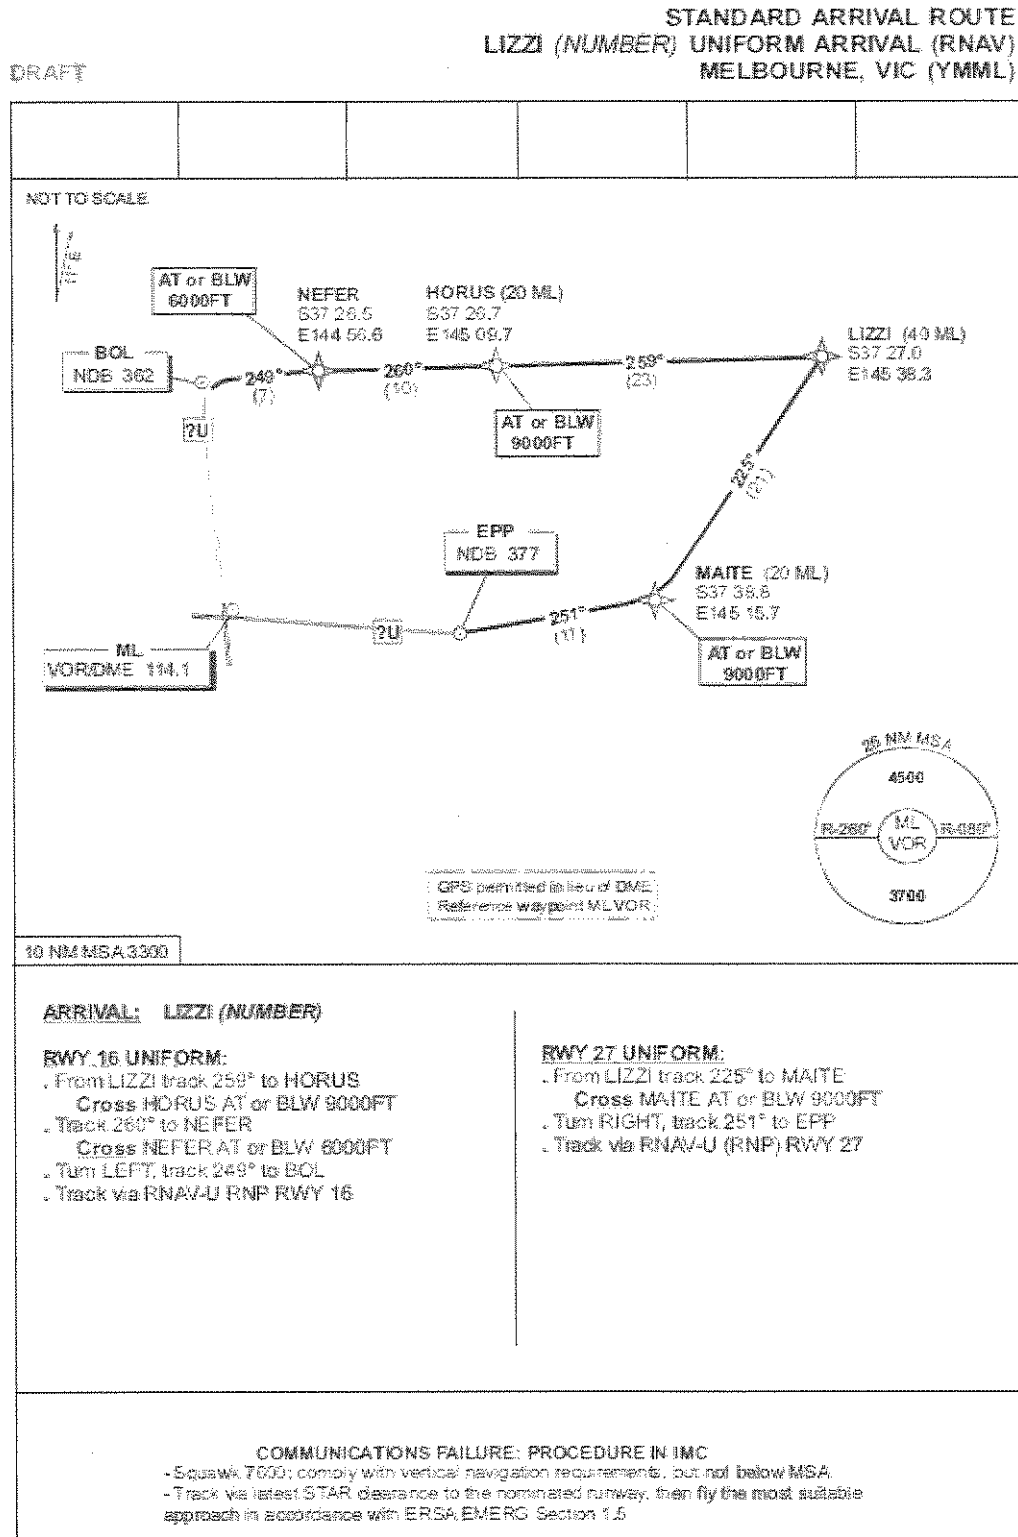 STANDARD ARRIVAL ROUTE
LIZZI (NUMBER) UNIFORM ARRIVAL (RNAV)
DRAFT
MELBOURNE, VIC (YMML)
NOT TO SCALE
AT or BLW
6000FT
NEFER
S37 26.5
E144 56.6
HORUS (20 ML)
S37 26.7
E145 09.7
LIZZI (40 ML)
S37 27.0
E145 38.3
BOL
NDB 362
249°
(7)
260°
(10)
259°
(23)
?U
AT or BLW
9000FT
225°
(21)
EPP
NDB 377
MAITE (20 ML)
S37 38.6
E145 15.7
251°
(11)
?U
ML
VOR/DME 114.1
AT or BLW
9000FT
25 NM MSA
4500
R-260°
ML
VOR
R-080°
3700
GPS permitted in lieu of DME
Reference waypoint ML VOR
10 NM MSA 3300
ARRIVAL: LIZZI (NUMBER)
RWY 16 UNIFORM:
. From LIZZI track 259° to HORUS
Cross HORUS AT or BLW 9000FT
. Track 260° to NEFER
Cross NEFER AT or BLW 6000FT
. Turn LEFT, track 249° to BOL
. Track via RNAV-U RNP RWY 16
RWY 27 UNIFORM:
. From LIZZI track 225° to MAITE
Cross MAITE AT or BLW 9000FT
. Turn RIGHT, track 251° to EPP
. Track via RNAV-U (RNP) RWY 27
COMMUNICATIONS FAILURE: PROCEDURE IN IMC
- Squawk 7600; comply with vertical navigation requirements, but not below MSA.
- Track via latest STAR clearance to the nominated runway, then fly the most suitable
approach in accordance with ERSA EMERG Section 1.5